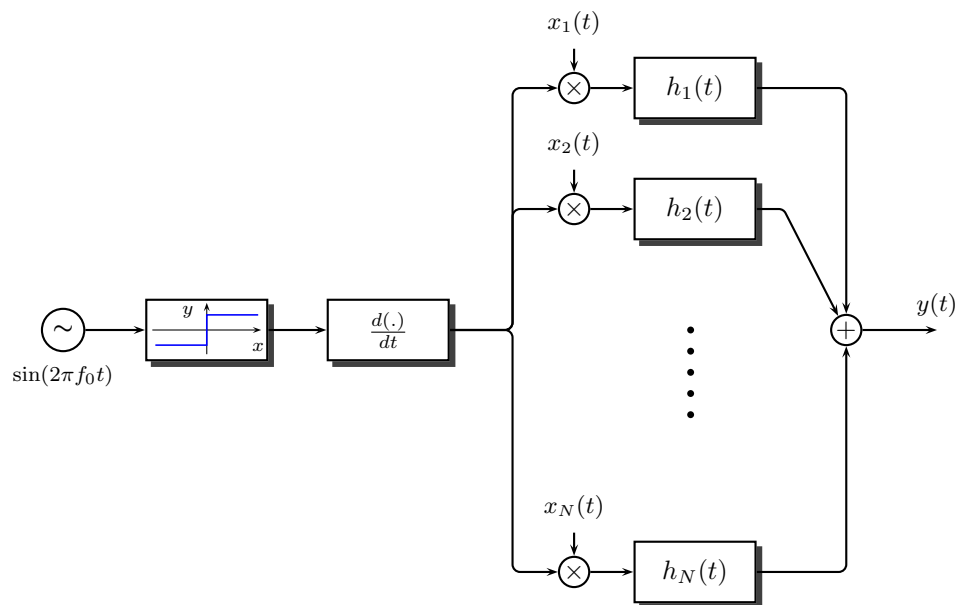 x_1(t)
h_1(t)
x_2(t)
h_2(t)
y
x
∼
sin(2πf_0t)
d(.)
dt
+
y(t)
x_N(t)
h_N(t)